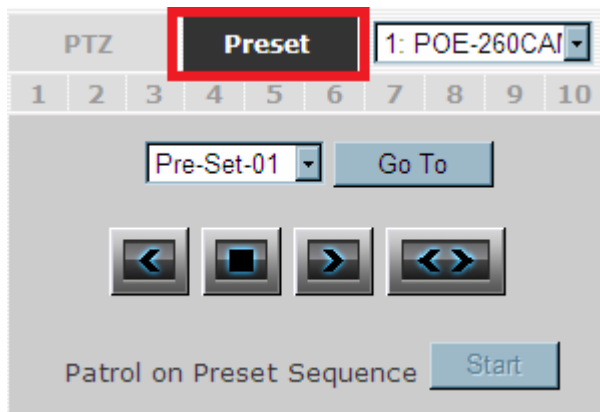 PTZ Preset 1: POE-260CA
1 2 3 4 5 6 7 8 9 10
Pre-Set-01 Go To
Patrol on Preset Sequence Start